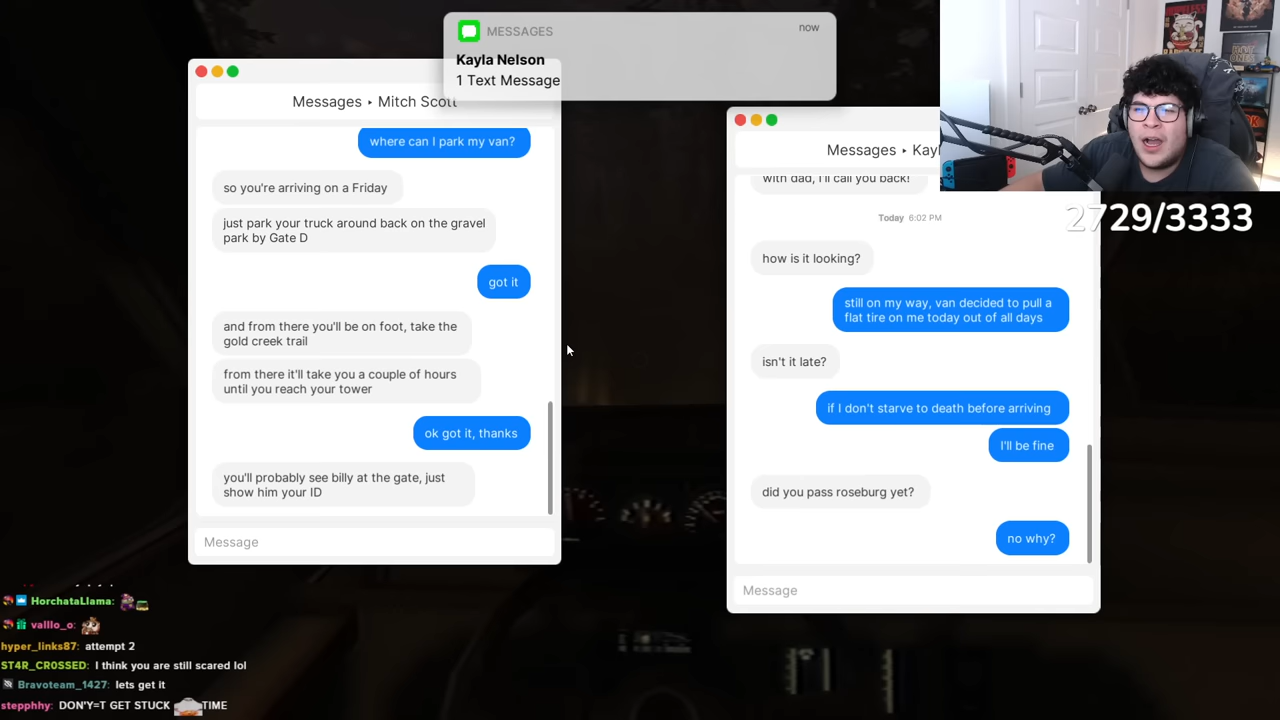 MESSAGES
now
Kayla Nelson
1 Text Message
Messages ▸ Mitch Scott
where can I park my van?
so you're arriving on a Friday
just park your truck around back on the gravel
park by Gate D
got it
and from there you'll be on foot, take the
gold creek trail
from there it'll take you a couple of hours
until you reach your tower
ok got it, thanks
you'll probably see billy at the gate, just
show him your ID
Message
Messages ▸ Kayl
with dad, I'll call you back!
Today 6:02 PM
how is it looking?
still on my way, van decided to pull a
flat tire on me today out of all days
isn't it late?
if I don't starve to death before arriving
I'll be fine
did you pass roseburg yet?
no why?
Message
2729/3333
HorchataLlama:
valllo_o:
hyper_links87: attempt 2
ST4R_CR0SSED: I think you are still scared lol
Bravoteam_1427: lets get it
stepphhy: DON'Y=T GET STUCK TIME